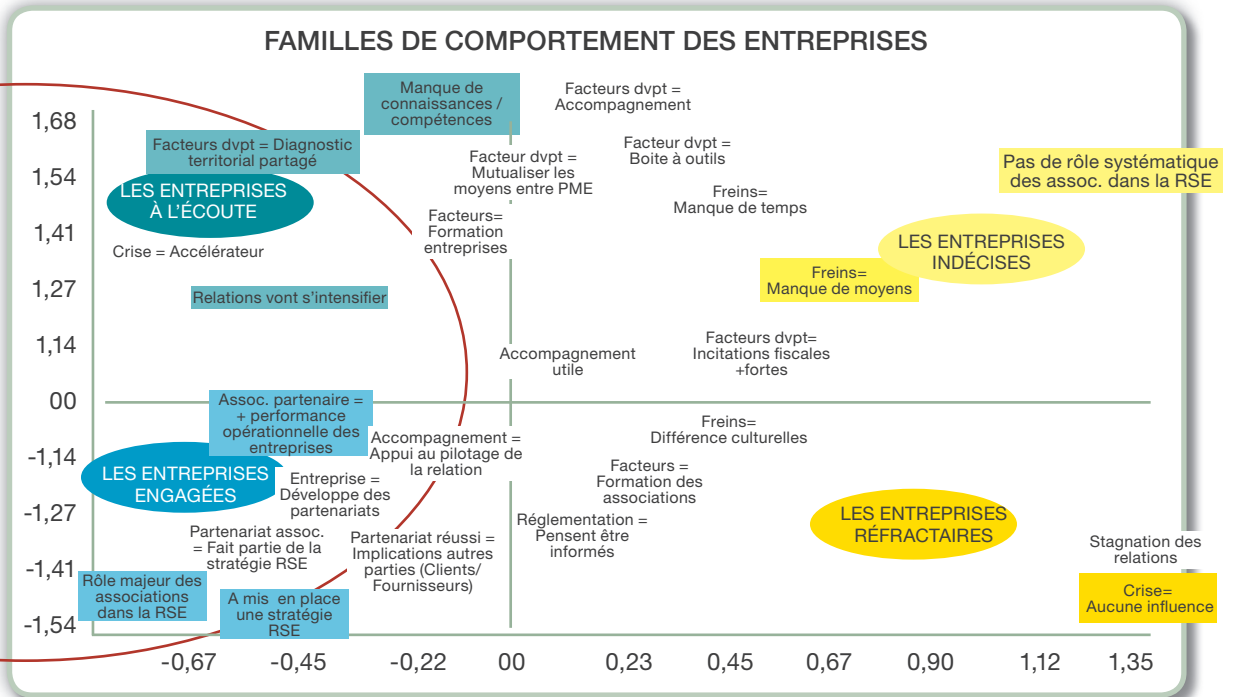 FAMILLES DE COMPORTEMENT DES ENTREPRISES
Manque de
connaissances /
compétences
Facteurs dvpt =
Accompagnement
1,68
Facteurs dvpt = Diagnostic
territorial partagé
Facteur dvpt =
Boite à outils
Facteur dvpt =
Mutualiser les
moyens entre PME
Pas de rôle systématique
des assoc. dans la RSE
1,54
LES ENTREPRISES
À L’ÉCOUTE
Freins=
Manque de temps
Facteurs=
Formation
entreprises
1,41
Crise = Accélérateur
LES ENTREPRISES
INDÉCISES
Freins=
Manque de moyens
1,27
Relations vont s’intensifier
1,14
Accompagnement
utile
Facteurs dvpt=
Incitations fiscales
+fortes
00
Assoc. partenaire =
+ performance
opérationnelle des
entreprises
Freins=
Différence culturelles
Accompagnement =
Appui au pilotage de
la relation
-1,14
LES ENTREPRISES
ENGAGÉES
Entreprise =
Développe des
partenariats
Facteurs =
Formation des
associations
-1,27
Réglementation =
Pensent être
informés
LES ENTREPRISES
RÉFRACTAIRES
Partenariat assoc.
= Fait partie de la
stratégie RSE
Partenariat réussi =
Implications autres
parties (Clients/
Fournisseurs)
Stagnation des
relations
-1,41
Rôle majeur des
associations
dans la RSE
A mis en place
une stratégie
RSE
Crise=
Aucune influence
-1,54
-0,67 -0,45 -0,22 00 0,23 0,45 0,67 0,90 1,12 1,35